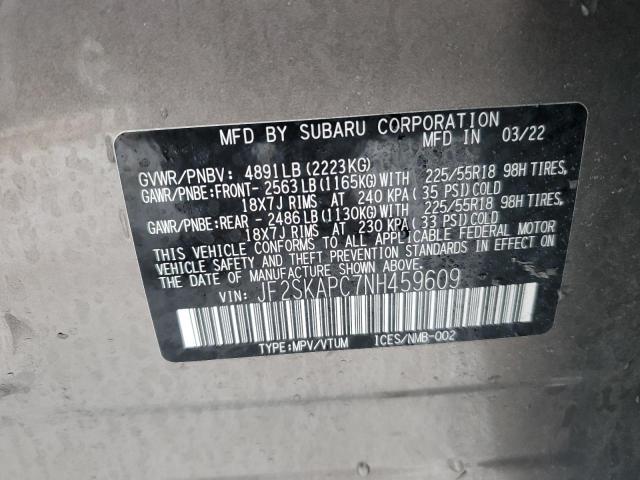 MFD BY SUBARU CORPORATION
MFD IN 03/22
GVWR/PNBV: 4891LB(2223KG)
GAWR/PNBE:FRONT- 2563LB(1165KG)WITH 225/55R18 98H TIRES,
18X7J RIMS AT 240 KPA( 35 PSI)COLD
GAWR/PNBE:REAR - 2486LB(1130KG)WITH 225/55R18 98H TIRES,
18X7J RIMS AT 230 KPA( 33 PSI)COLD
THIS VEHICLE CONFORMS TO ALL APPLICABLE FEDERAL MOTOR
VEHICLE SAFETY AND THEFT PREVENTION STANDARDS IN EFFECT ON
THE DATE OF MANUFACTURE SHOWN ABOVE.
VIN: JF2SKAPC7NH459609
TYPE:MPV/VTUM ICES/NMB-002